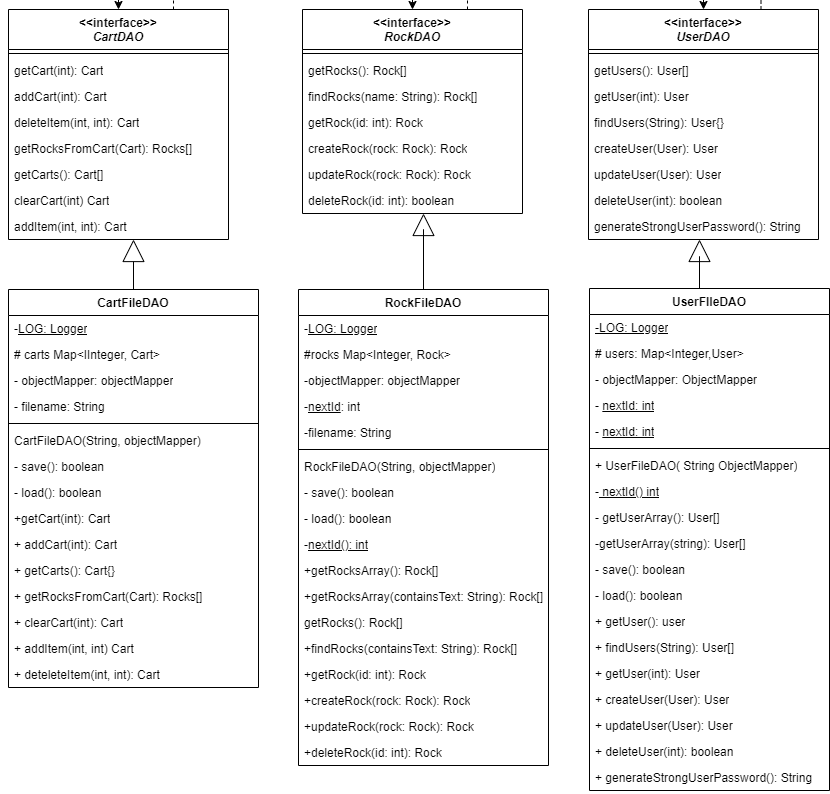 <<interface>>
CartDAO
getCart(int): Cart
addCart(int): Cart
deleteItem(int, int): Cart
getRocksFromCart(Cart): Rocks[]
getCarts(): Cart[]
clearCart(int) Cart
addItem(int, int): Cart
<<interface>>
RockDAO
getRocks(): Rock[]
findRocks(name: String): Rock[]
getRock(id: int): Rock
createRock(rock: Rock): Rock
updateRock(rock: Rock): Rock
deleteRock(id: int): boolean
<<interface>>
UserDAO
getUsers(): User[]
getUser(int): User
findUsers(String): User{}
createUser(User): User
updateUser(User): User
deleteUser(int): boolean
generateStrongUserPassword(): String
CartFileDAO
-LOG: Logger
# carts Map<IInteger, Cart>
- objectMapper: objectMapper
- filename: String
CartFileDAO(String, objectMapper)
- save(): boolean
- load(): boolean
+getCart(int): Cart
+ addCart(int): Cart
+ getCarts(): Cart{}
+ getRocksFromCart(Cart): Rocks[]
+ clearCart(int): Cart
+ addItem(int, int) Cart
+ deteleteItem(int, int): Cart
RockFileDAO
-LOG: Logger
#rocks Map<Integer, Rock>
-objectMapper: objectMapper
-nextId: int
-filename: String
RockFileDAO(String, objectMapper)
- save(): boolean
- load(): boolean
-nextId(): int
+getRocksArray(): Rock[]
+getRocksArray(containsText: String): Rock[]
getRocks(): Rock[]
+findRocks(containsText: String): Rock[]
+getRock(id: int): Rock
+createRock(rock: Rock): Rock
+updateRock(rock: Rock): Rock
+deleteRock(id: int): Rock
UserFIleDAO
-LOG: Logger
# users: Map<Integer,User>
- objectMapper: ObjectMapper
- nextId: int
- nextId: int
+ UserFileDAO( String ObjectMapper)
- nextId() int
- getUserArray(): User[]
-getUserArray(string): User[]
- save(): boolean
- load(): boolean
+ getUser(): user
+ findUsers(String): User[]
+ getUser(int): User
+ createUser(User): User
+ updateUser(User): User
+ deleteUser(int): boolean
+ generateStrongUserPassword(): String